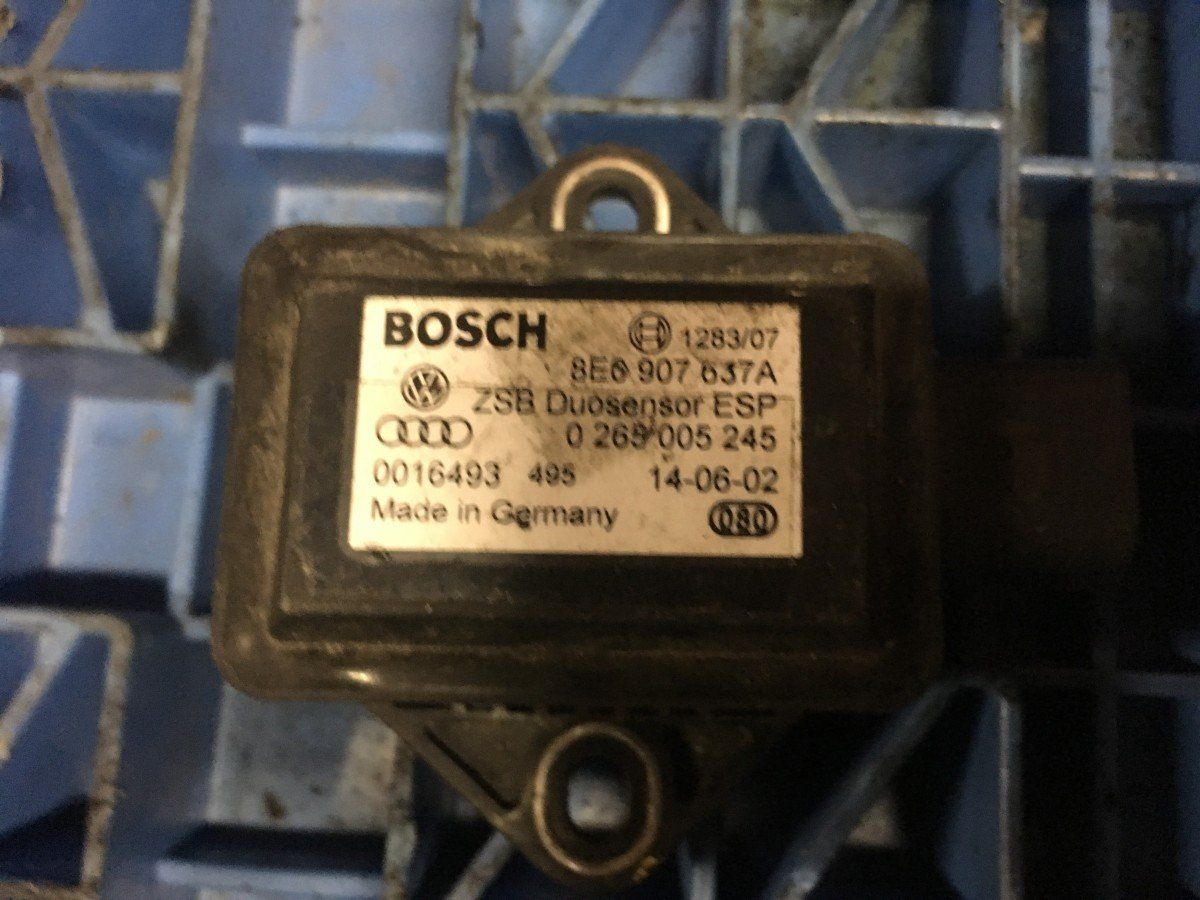 BOSCH 1283/07
8E0 907 637A
ZSB Duosensor ESP
0 265 005 245
0016493 495 14-06-02
Made in Germany 080